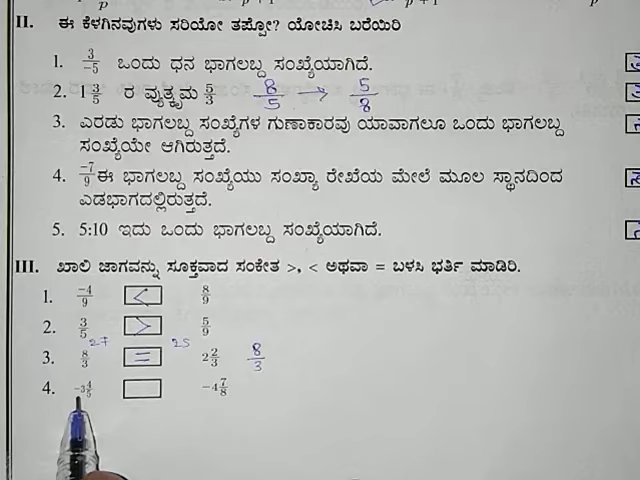 II. ಈ ಕೆಳಗಿನವುಗಳು ಸರಿಯೋ ತಪ್ಪೋ? ಯೋಚಿಸಿ ಬರೆಯಿರಿ
1. 3/-5 ಒಂದು ಧನ ಭಾಗಲಬ್ದ ಸಂಖ್ಯೆಯಾಗಿದೆ.
2. 1 3/5 ರ ವ್ಯುತ್ಕ್ರಮ 5/3 8/5 → 5/8
3. ಎರಡು ಭಾಗಲಬ್ದ ಸಂಖ್ಯೆಗಳ ಗುಣಾಕಾರವು ಯಾವಾಗಲೂ ಒಂದು ಭಾಗಲಬ್ದ
ಸಂಖ್ಯೆಯೇ ಆಗಿರುತ್ತದೆ.
4. -7/9 ಈ ಭಾಗಲಬ್ದ ಸಂಖ್ಯೆಯು ಸಂಖ್ಯಾ ರೇಖೆಯ ಮೇಲೆ ಮೂಲ ಸ್ಥಾನದಿಂದ
ಎಡಭಾಗದಲ್ಲಿರುತ್ತದೆ.
5. 5:10 ಇದು ಒಂದು ಭಾಗಲಬ್ದ ಸಂಖ್ಯೆಯಾಗಿದೆ.
III. ಖಾಲಿ ಜಾಗವನ್ನು ಸೂಕ್ತವಾದ ಸಂಕೇತ >, < ಅಥವಾ = ಬಳಸಿ ಭರ್ತಿ ಮಾಡಿರಿ.
1. -4/9 < 8/9
2. 3/5 > 5/9
27 25
3. 8/3 = 2 2/3 8/3
4. -3 4/5 -4 7/8